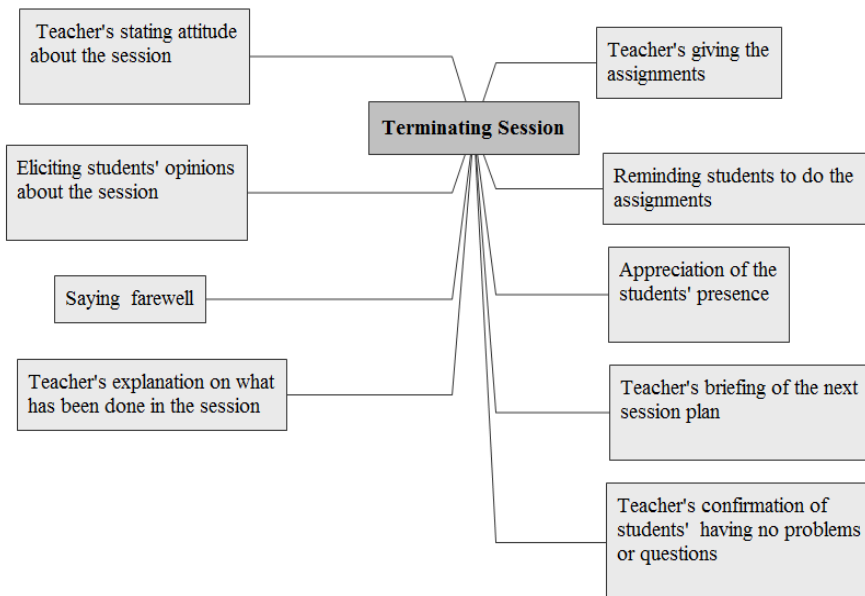 Teacher's stating attitude
about the session
Teacher's giving the
assignments
Terminating Session
Eliciting students' opinions
about the session
Reminding students to do the
assignments
Saying farewell
Appreciation of the
students' presence
Teacher's explanation on what
has been done in the session
Teacher's briefing of the next
session plan
Teacher's confirmation of
students' having no problems
or questions